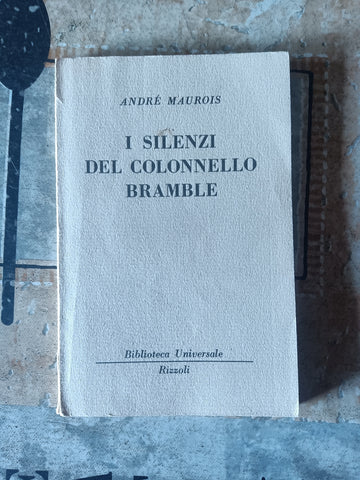 ANDRÉ MAUROIS
I SILENZI
DEL COLONNELLO
BRAMBLE
Biblioteca Universale
Rizzoli